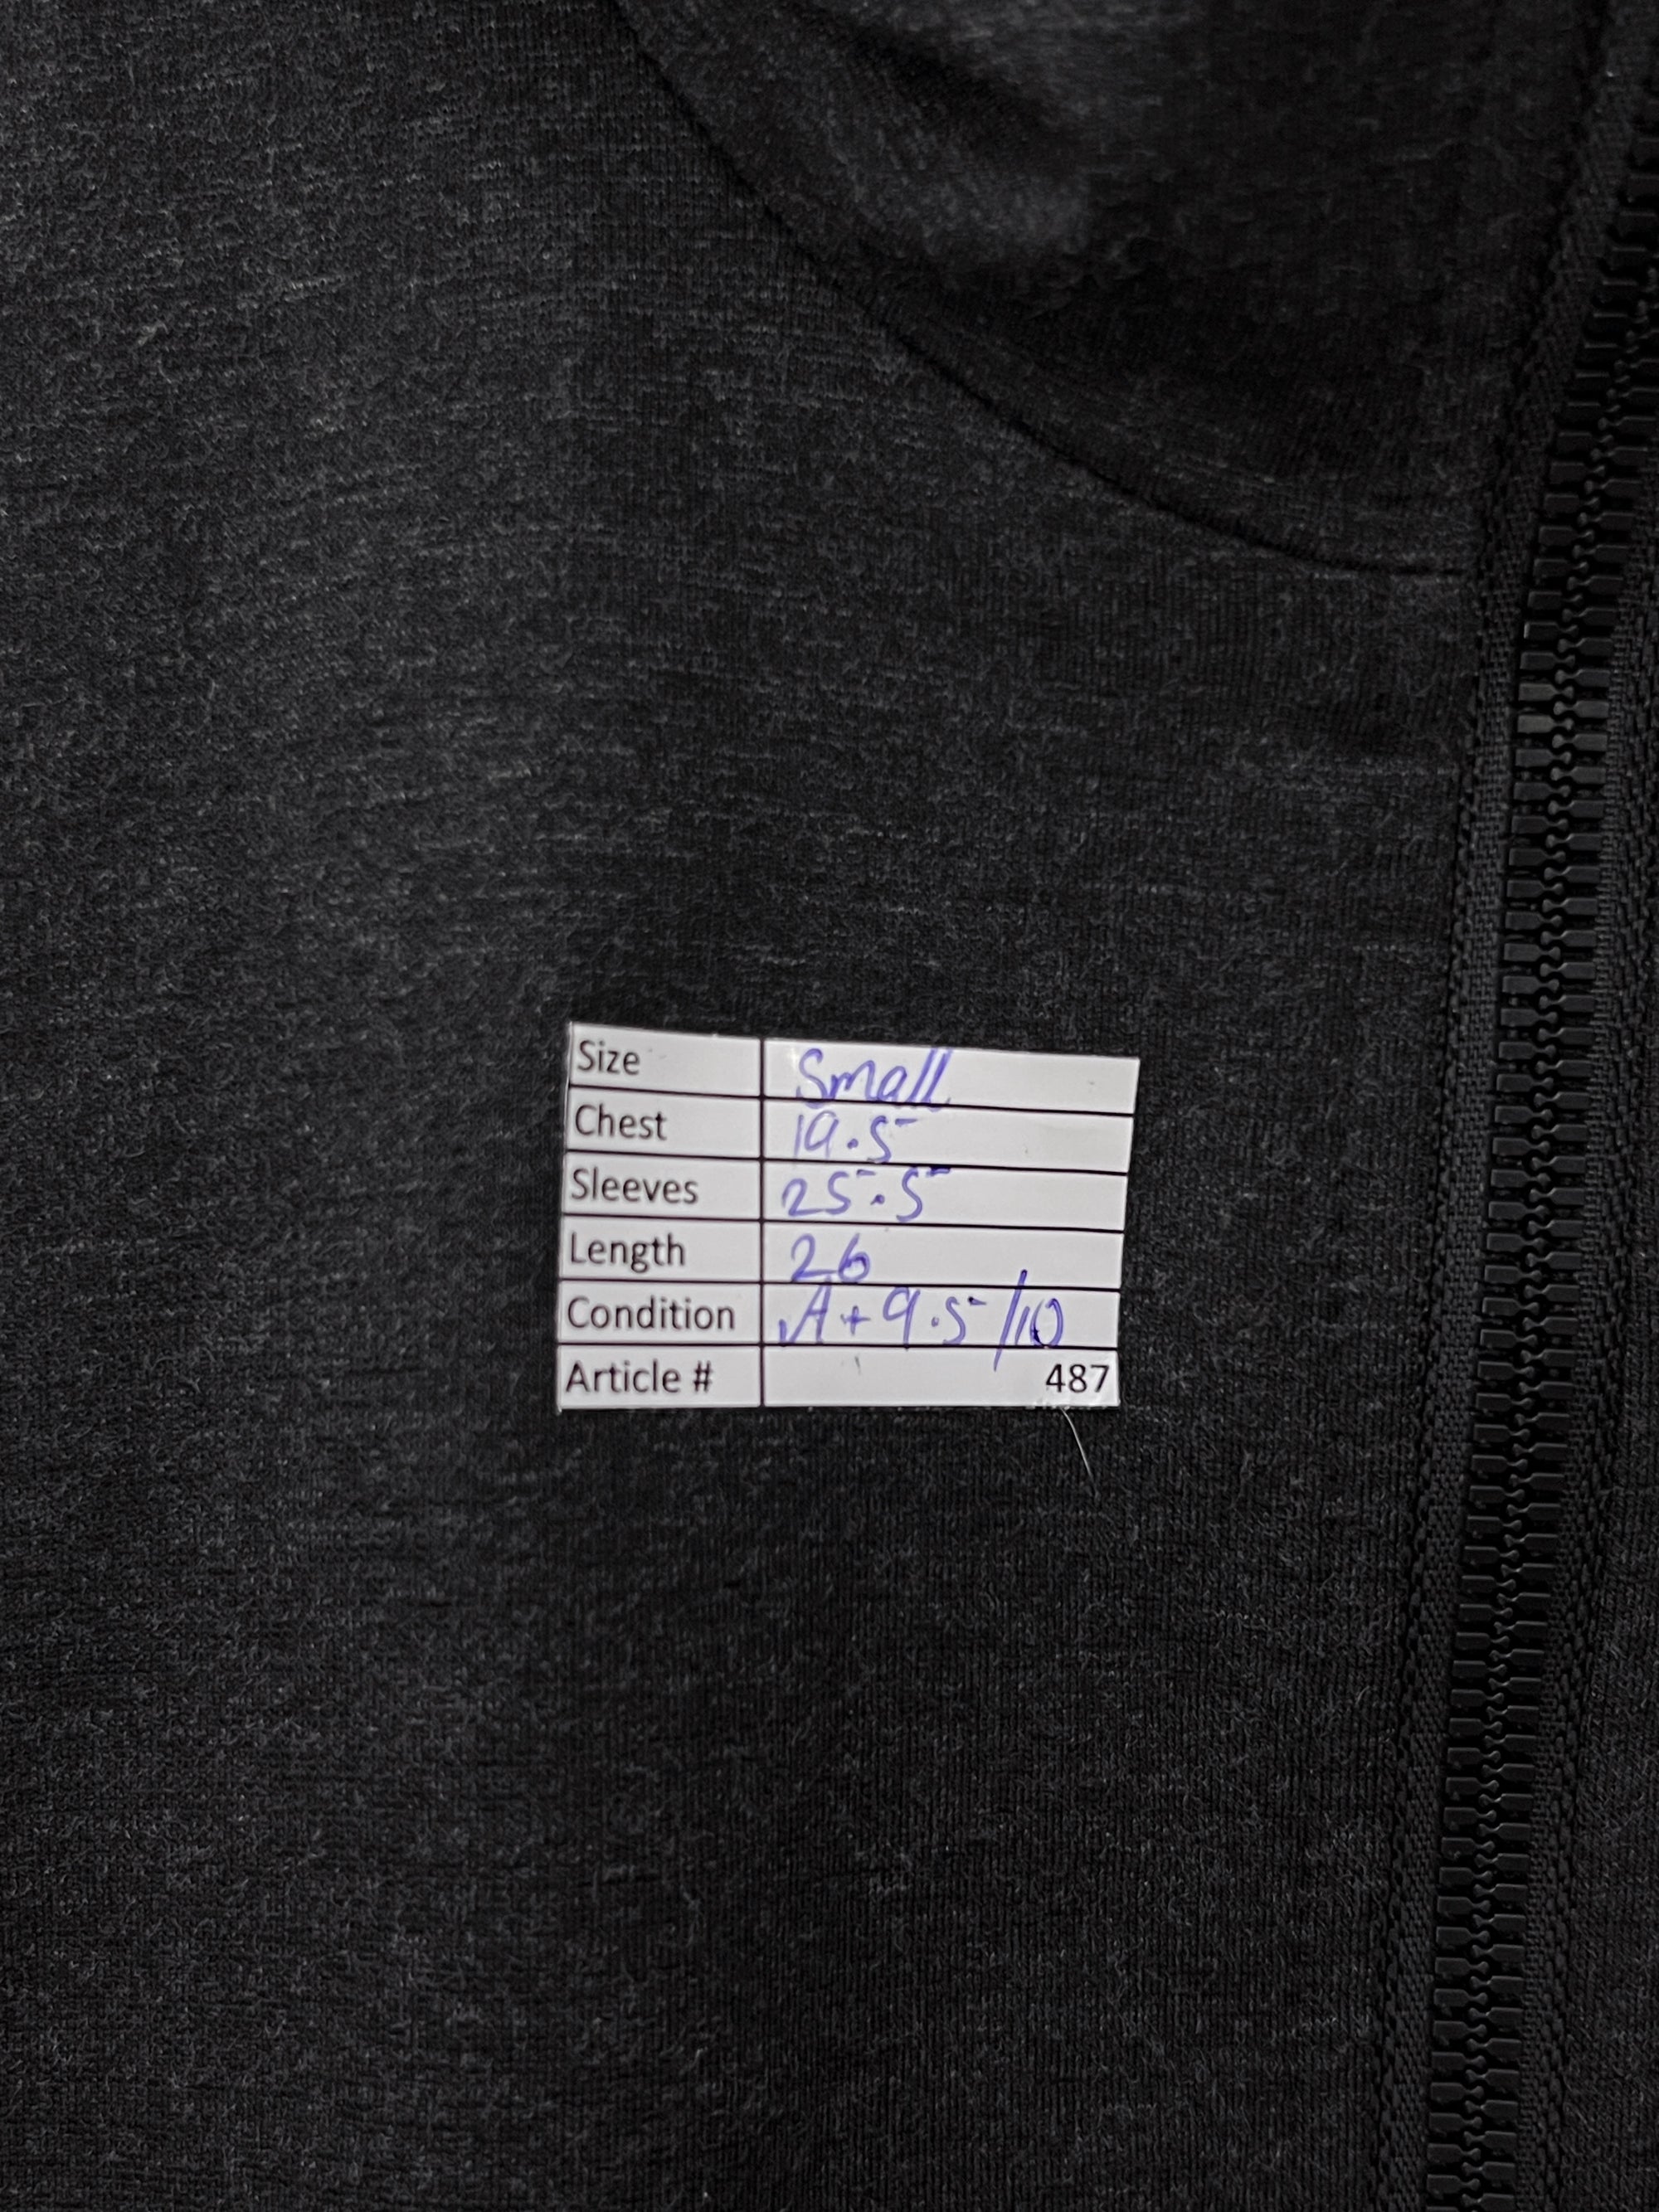 Size Small
Chest 19.5
Sleeves 25.5
Length 26
Condition A+ 9.5/10
Article # 487